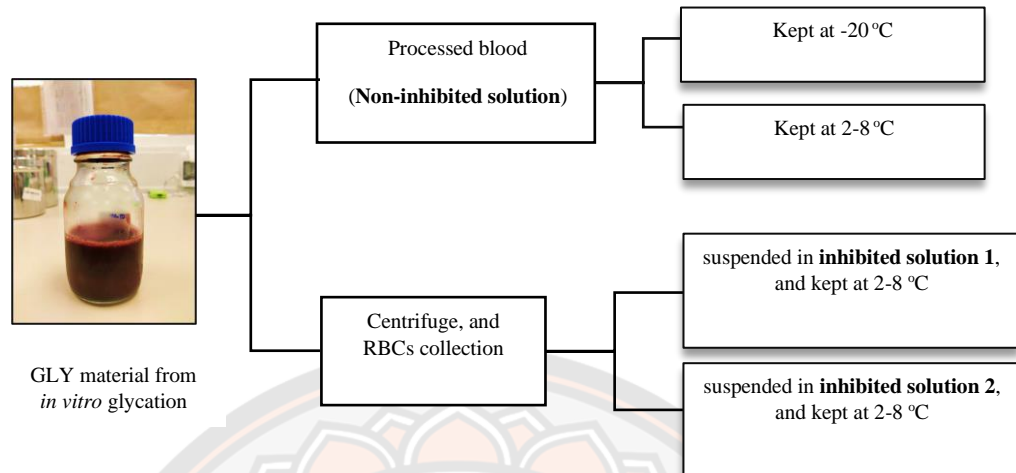 Processed blood
(Non-inhibited solution)
Kept at -20 ºC
Kept at 2-8 ºC
Centrifuge, and
RBCs collection
suspended in inhibited solution 1,
and kept at 2-8 ºC
suspended in inhibited solution 2,
and kept at 2-8 ºC
GLY material from
in vitro glycation